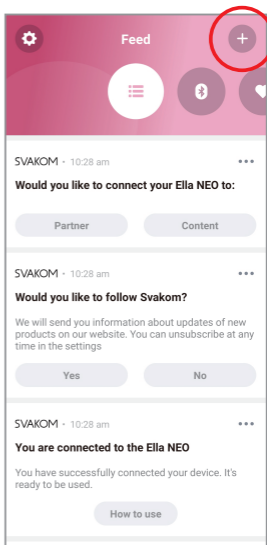 Feed
SVAKOM · 10:28 am
Would you like to connect your Ella NEO to:
Partner Content
SVAKOM · 10:28 am
Would you like to follow Svakom?
We will send you information about updates of new
products on our website. You can unsubscribe at any
time in the settings
Yes No
SVAKOM · 10:28 am
You are connected to the Ella NEO
You have successfully connected your device. It's
ready to be used.
How to use